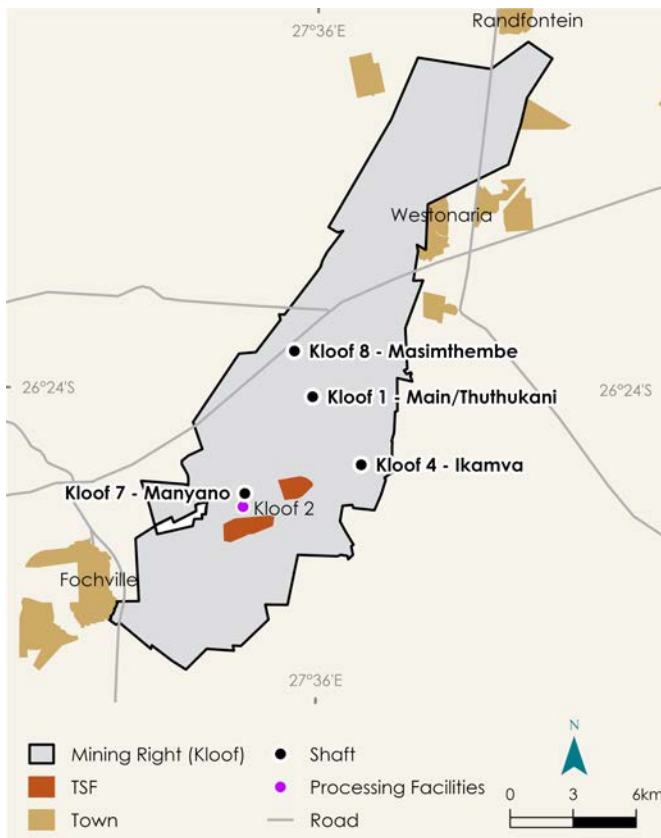 Randfontein
27°36'E
Westonaria
Kloof 8 - Masimthembe
26°24'S
26°24'S
Kloof 1 - Main/Thuthukani
Kloof 4 - Ikamva
Kloof 7 - Manyano
Kloof 2
Fochville
27°36'E
Mining Right (Kloof)
Shaft
N
TSF
Processing Facilities
Town
Road
0 3 6km